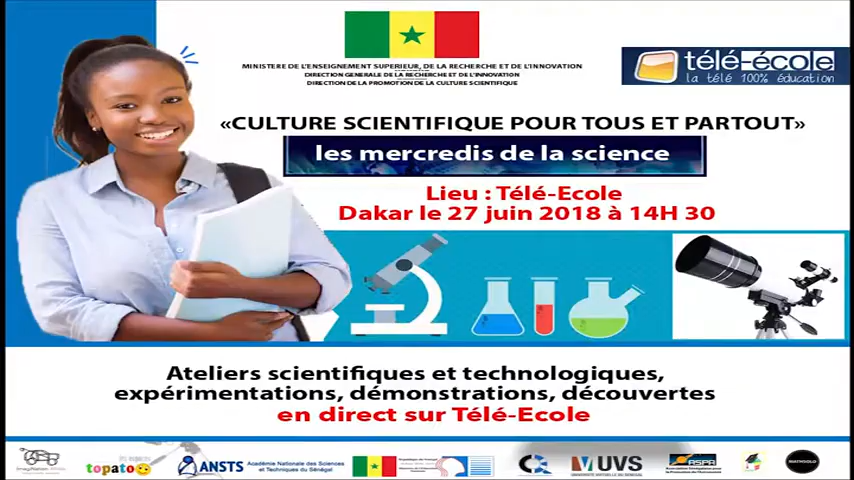 MINISTERE DE L'ENSEIGNEMENT SUPERIEUR, DE LA RECHERCHE ET DE L'INNOVATION
DIRECTION GENERALE DE LA RECHERCHE ET DE L'INNOVATION
DIRECTION DE LA PROMOTION DE LA CULTURE SCIENTIFIQUE
télé-école
la télé 100% éducation
«CULTURE SCIENTIFIQUE POUR TOUS ET PARTOUT»
les mercredis de la science
Lieu : Télé-Ecole
Dakar le 27 juin 2018 à 14H 30
Ateliers scientifiques et technologiques,
expérimentations, démonstrations, découvertes
en direct sur Télé-Ecole
topato
ANSTS
Académie Nationale des Sciences
et Techniques du Sénégal
UVS
ASPA